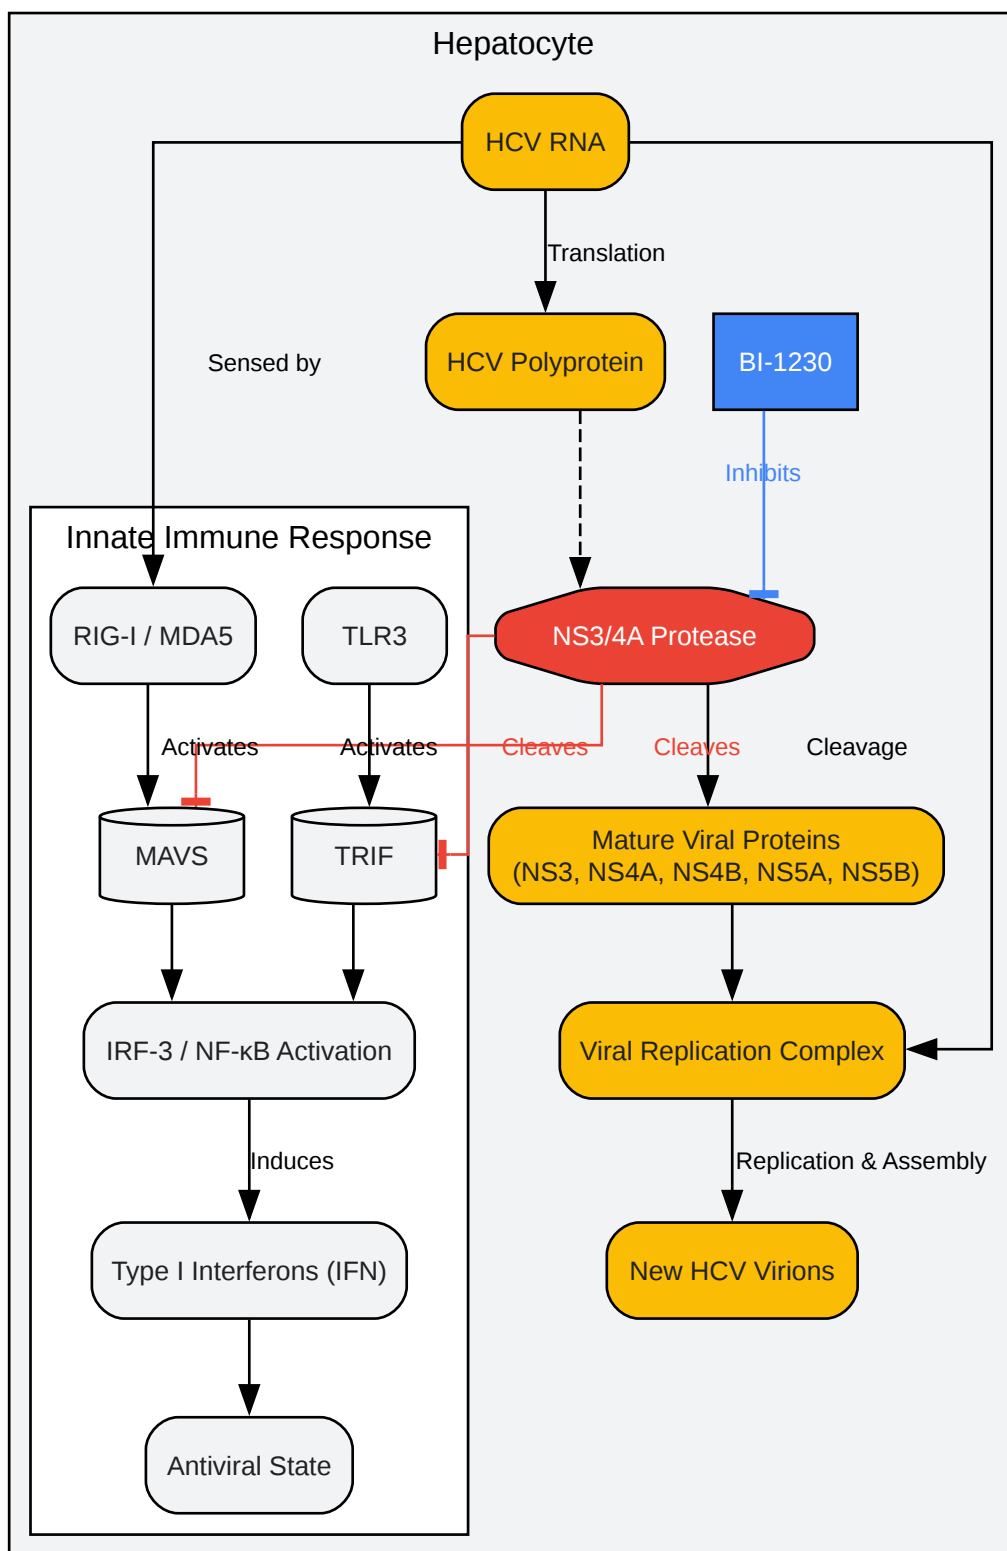 Hepatocyte
HCV RNA
Translation
Sensed by
HCV Polyprotein
BI-1230
Inhibits
Innate Immune Response
RIG-I / MDA5
TLR3
NS3/4A Protease
Activates
Activates
Cleaves
Cleaves
Cleavage
MAVS
TRIF
Mature Viral Proteins
(NS3, NS4A, NS4B, NS5A, NS5B)
IRF-3 / NF-κB Activation
Viral Replication Complex
Induces
Replication & Assembly
Type I Interferons (IFN)
New HCV Virions
Antiviral State